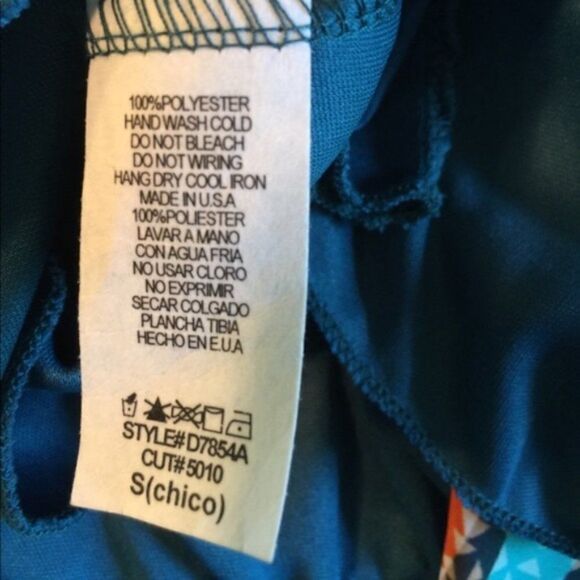 100%POLYESTER
HAND WASH COLD
DO NOT BLEACH
DO NOT WIRING
HANG DRY COOL IRON
MADE IN U.S.A
100%POLIESTER
LAVAR A MANO
CON AGUA FRIA
NO USAR CLORO
NO EXPRIMIR
SECAR COLGADO
PLANCHA TIBIA
HECHO EN E.U.A
STYLE# D7854A
CUT# 5010
S(chico)